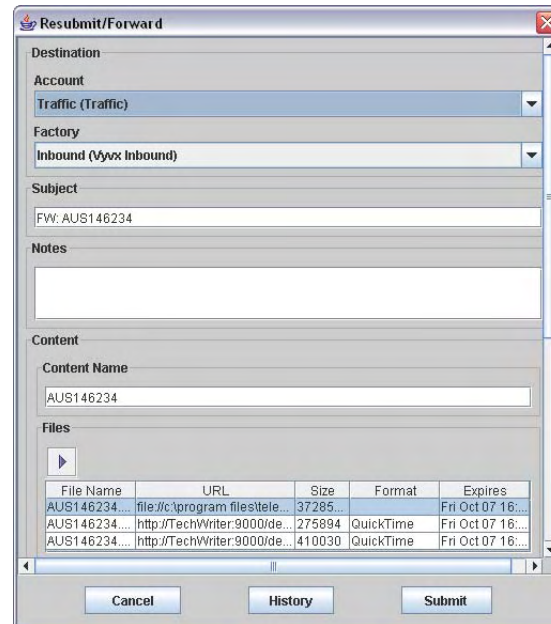 Resubmit/Forward
Destination
Account
Traffic (Traffic)
Factory
Inbound (Vyvx Inbound)
Subject
FW: AUS146234
Notes
Content
Content Name
AUS146234
Files
File Name URL Size Format Expires
AUS146234.... file://c:\program files\tele... 37285... Fri Oct 07 16:...
AUS146234.... http://TechWriter:9000/de... 275894 QuickTime Fri Oct 07 16:...
AUS146234.... http://TechWriter:9000/de... 410030 QuickTime Fri Oct 07 16:...
Cancel History Submit